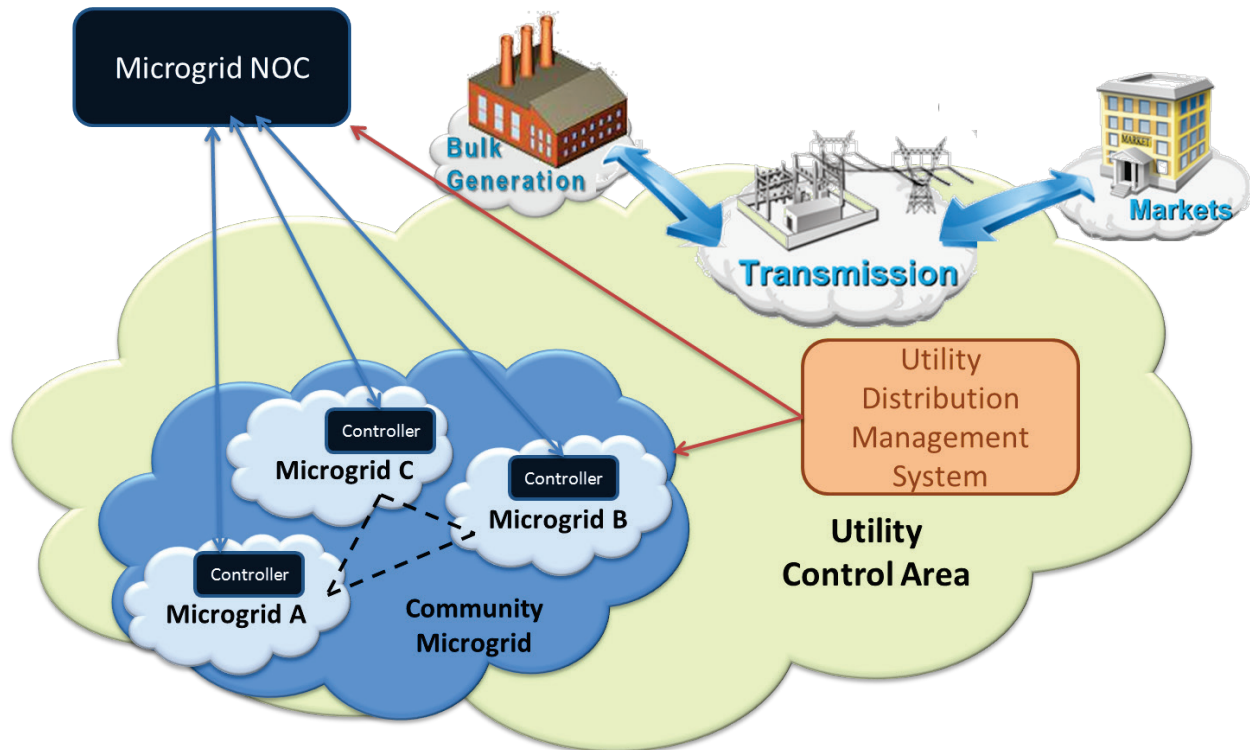 Microgrid NOC
Bulk
Generation
MARKET
Markets
Transmission
Utility
Distribution
Management
System
Controller
Microgrid C
Controller
Microgrid B
Utility
Control Area
Controller
Microgrid A
Community
Microgrid